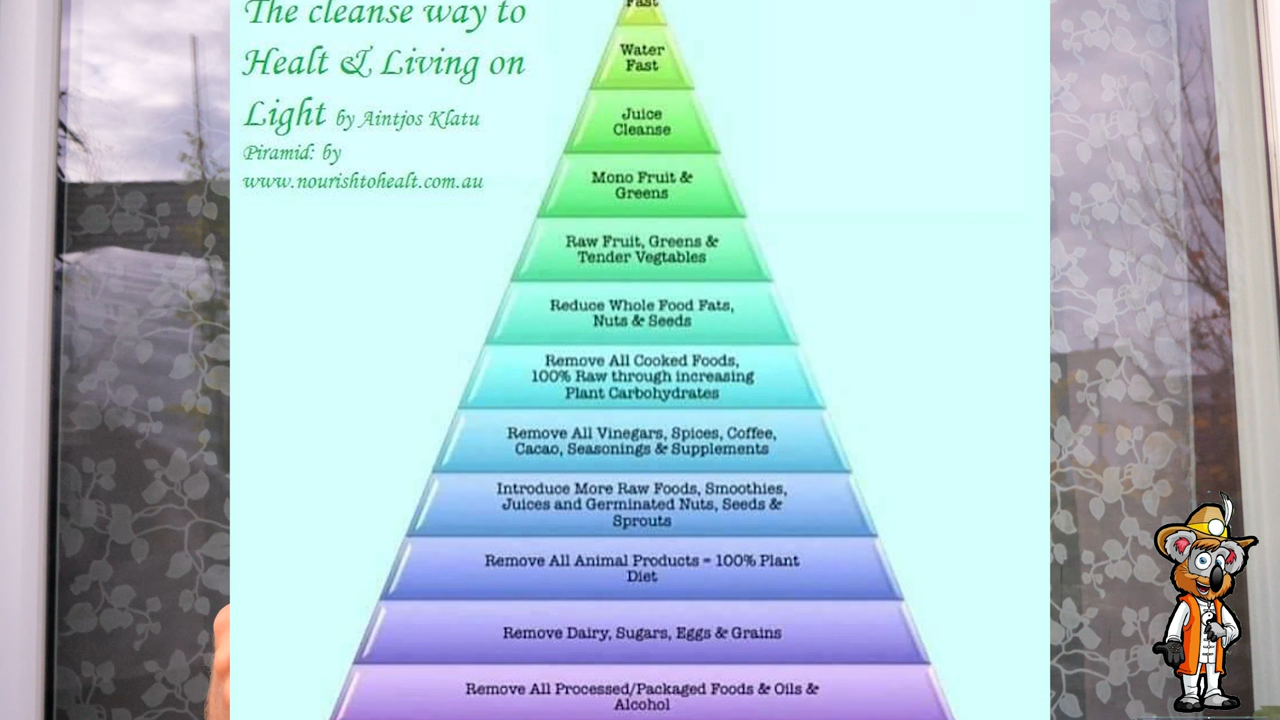 The cleanse way to
Healt & Living on
Light by Aintjos Klatu
Piramid: by
www.nourishtohealt.com.au
Fast
Water
Fast
Juice
Cleanse
Mono Fruit &
Greens
Raw Fruit, Greens &
Tender Vegtables
Reduce Whole Food Fats,
Nuts & Seeds
Remove All Cooked Foods,
100% Raw through increasing
Plant Carbohydrates
Remove All Vinegars, Spices, Coffee,
Cacao, Seasonings & Supplements
Introduce More Raw Foods, Smoothies,
Juices and Germinated Nuts, Seeds &
Sprouts
Remove All Animal Products = 100% Plant
Diet
Remove Dairy, Sugars, Eggs & Grains
Remove All Processed/Packaged Foods & Oils &
Alcohol